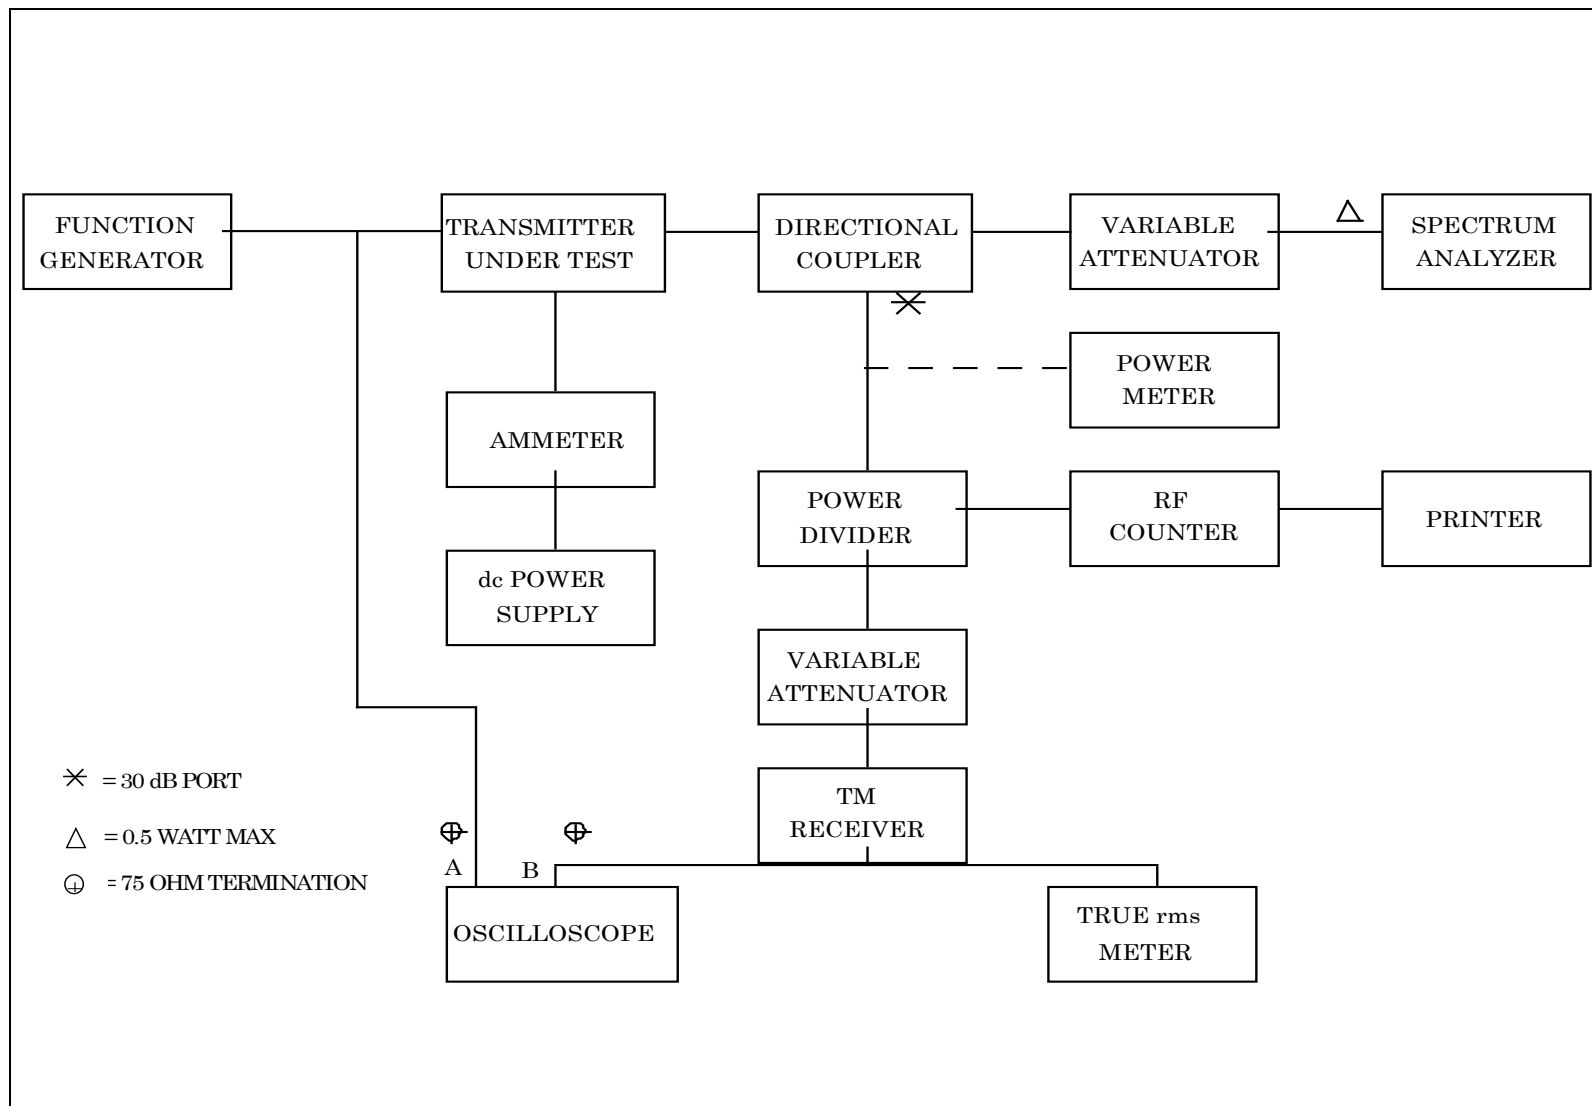 FUNCTION
GENERATOR
TRANSMITTER
UNDER TEST
DIRECTIONAL
COUPLER
VARIABLE
ATTENUATOR
SPECTRUM
ANALYZER
POWER
METER
AMMETER
POWER
DIVIDER
RF
COUNTER
PRINTER
dc POWER
SUPPLY
VARIABLE
ATTENUATOR
= 30 dB PORT
= 0.5 WATT MAX
= 75 OHM TERMINATION
TM
RECEIVER
A
B
OSCILLOSCOPE
TRUE rms
METER